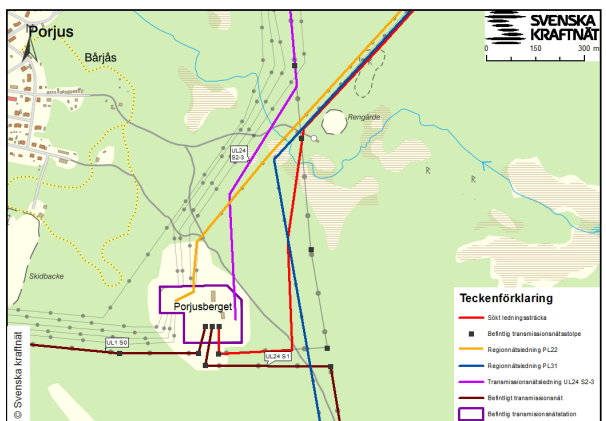 Porjus
Bårjås
SVENSKA
KRAFTNÄT
0 150 300 m
Rengärde
R
UL24
S2-3
R
R
Skidbacke
Porjusberget
UL1 S0
UL24 S1
© Svenska kraftnät
Teckenförklaring
Sökt ledningssträcka
Befintlig transmissionsnätsstolpe
Regionnätsledning PL22
Regionnätsledning PL31
Transmissionsnätsledning UL24 S2-3
Befintligt transmissionsnät
Befintlig transmissionsnätstation